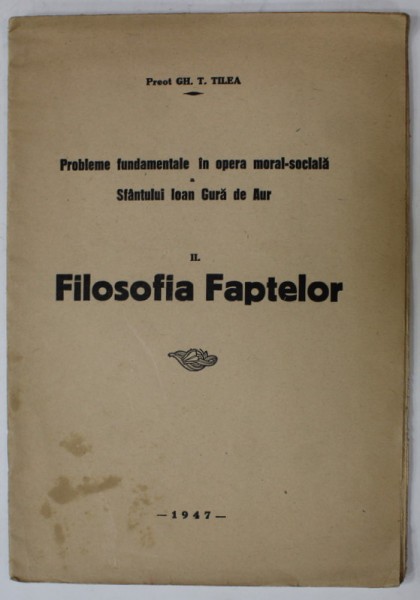 Preot GH. T. TILEA
Probleme fundamentale în opera moral-socială
a
Sfântului Ioan Gură de Aur
II.
Filosofia Faptelor
— 1947 —